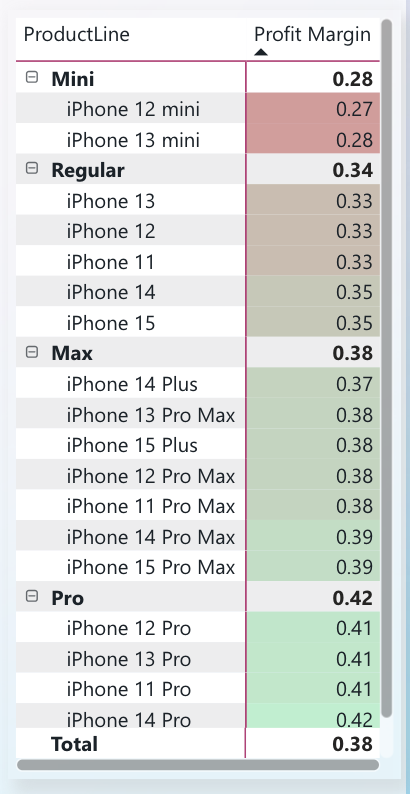 ProductLine Profit Margin
Mini 0.28
iPhone 12 mini 0.27
iPhone 13 mini 0.28
Regular 0.34
iPhone 13 0.33
iPhone 12 0.33
iPhone 11 0.33
iPhone 14 0.35
iPhone 15 0.35
Max 0.38
iPhone 14 Plus 0.37
iPhone 13 Pro Max 0.38
iPhone 15 Plus 0.38
iPhone 12 Pro Max 0.38
iPhone 11 Pro Max 0.38
iPhone 14 Pro Max 0.39
iPhone 15 Pro Max 0.39
Pro 0.42
iPhone 12 Pro 0.41
iPhone 13 Pro 0.41
iPhone 11 Pro 0.41
iPhone 14 Pro 0.42
Total 0.38